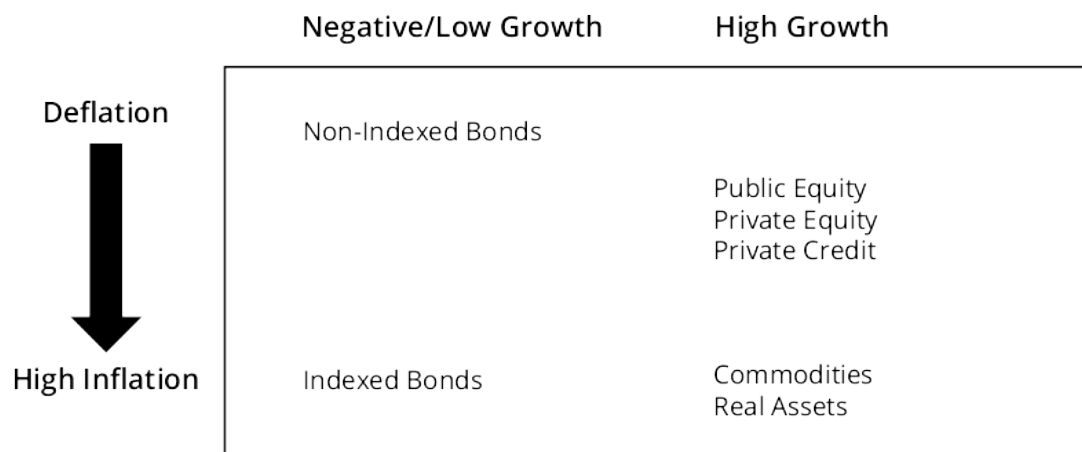 Negative/Low Growth
High Growth
Deflation
Non-Indexed Bonds
Public Equity
Private Equity
Private Credit
High Inflation
Indexed Bonds
Commodities
Real Assets